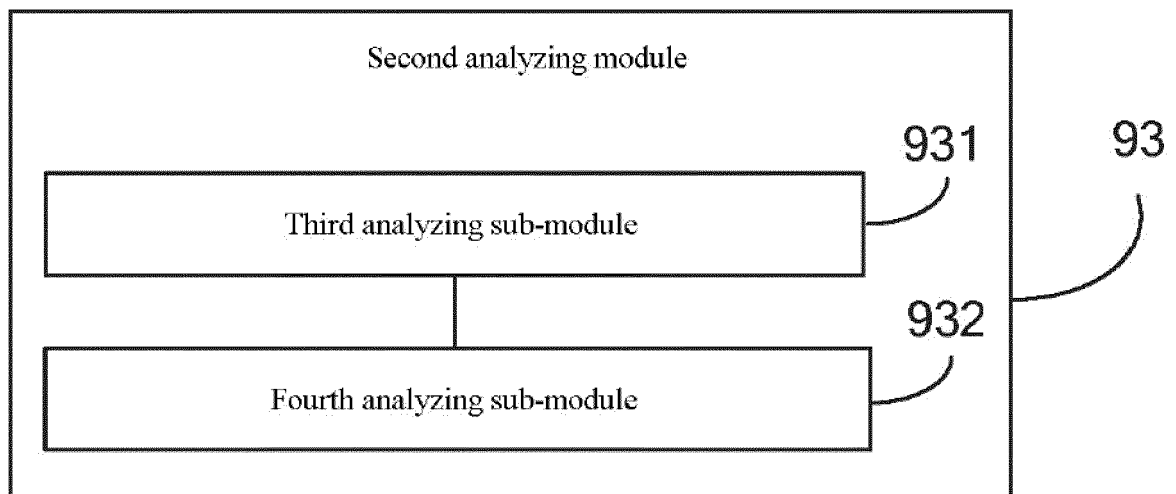 Second analyzing module
931
93
Third analyzing sub-module
932
Fourth analyzing sub-module